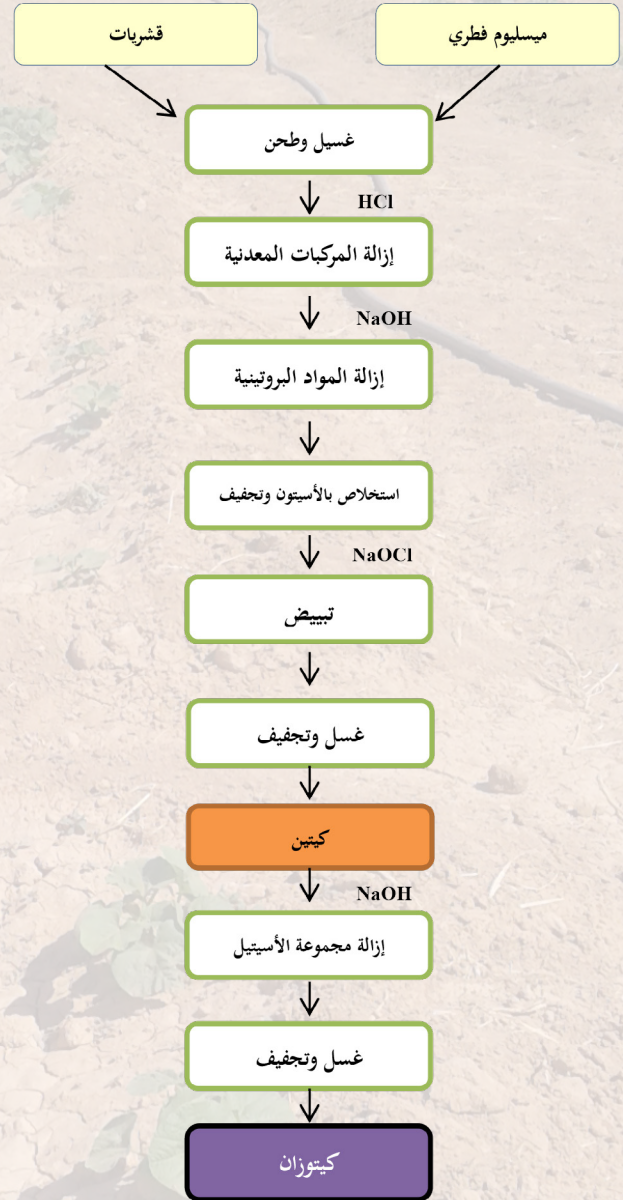 ميسليوم فطري
قشريات
غسيل وطحن
HCl
إزالة المركبات المعدنية
NaOH
إزالة المواد البروتينية
استخلاص بالأسيتون وتجفيف
NaOCl
تبييض
غسل وتجفيف
كيتين
NaOH
إزالة مجموعة الأسيتيل
غسل وتجفيف
كيتوزان